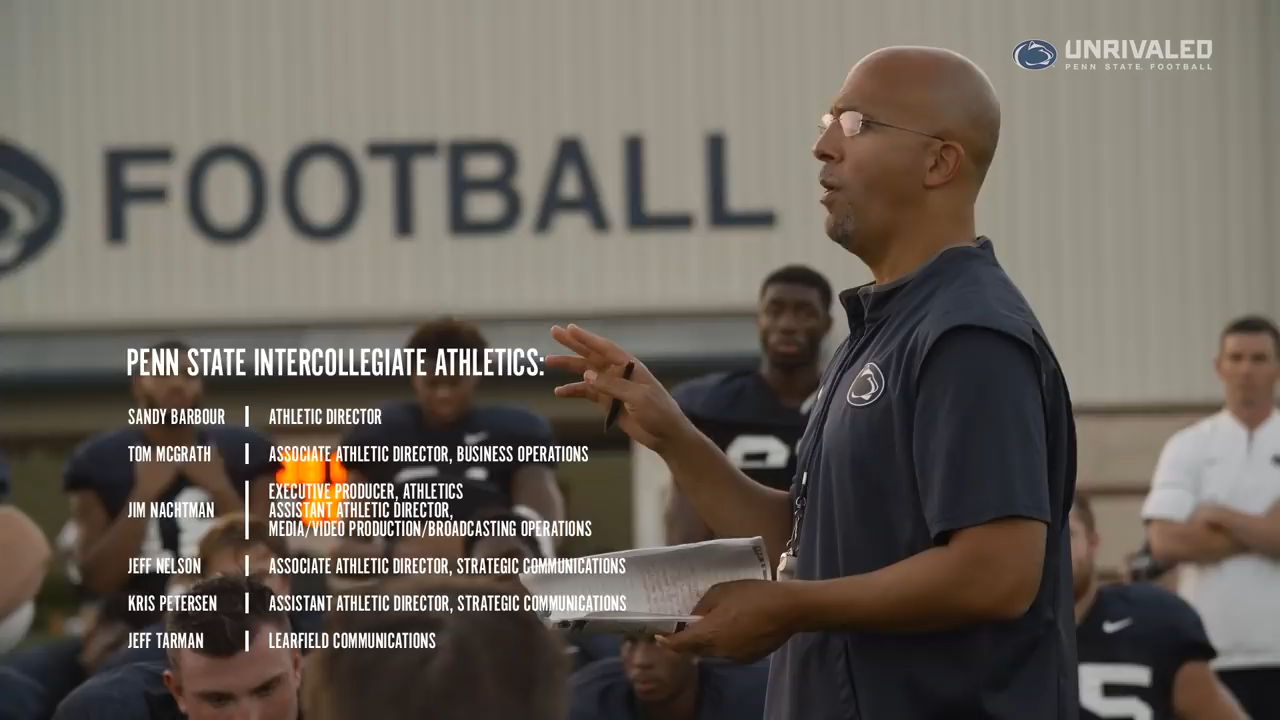 UNRIVALED
PENN STATE FOOTBALL
FOOTBALL
PENN STATE INTERCOLLEGIATE ATHLETICS:
SANDY BARBOUR | ATHLETIC DIRECTOR
TOM MCGRATH | ASSOCIATE ATHLETIC DIRECTOR, BUSINESS OPERATIONS
JIM NACHTMAN | EXECUTIVE PRODUCER, ATHLETICS
ASSISTANT ATHLETIC DIRECTOR,
MEDIA/VIDEO PRODUCTION/BROADCASTING OPERATIONS
JEFF NELSON | ASSOCIATE ATHLETIC DIRECTOR, STRATEGIC COMMUNICATIONS
KRIS PETERSEN | ASSISTANT ATHLETIC DIRECTOR, STRATEGIC COMMUNICATIONS
JEFF TARMAN | LEARFIELD COMMUNICATIONS
5